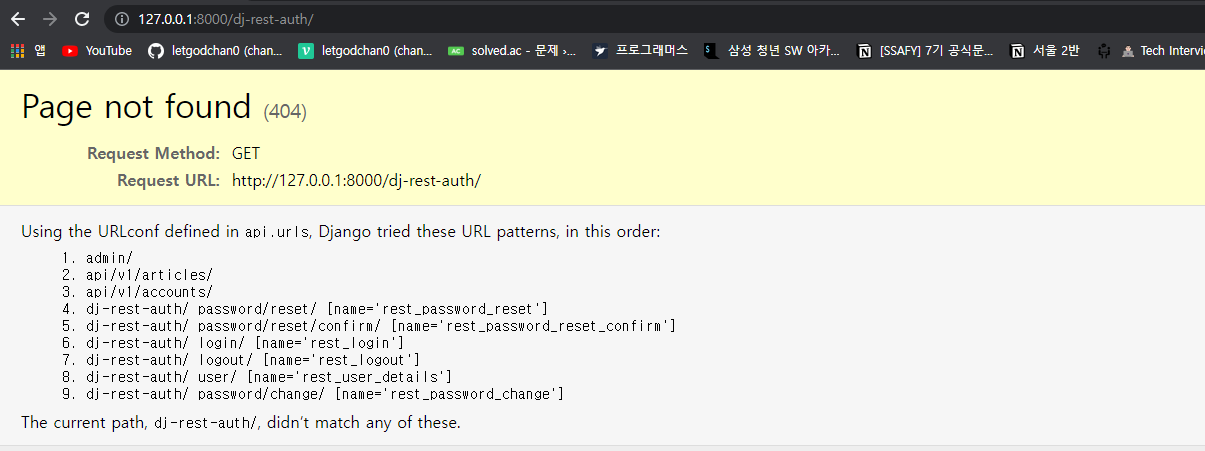 127.0.0.1:8000/dj-rest-auth/
앱 YouTube letgodchan0 (chan... letgodchan0 (chan... AC solved.ac - 문제 ›... 프로그래머스 S 삼성 청년 SW 아카... [SSAFY] 7기 공식문... 서울 2반 Tech Intervi
Page not found (404)
Request Method: GET
Request URL: http://127.0.0.1:8000/dj-rest-auth/
Using the URLconf defined in api.urls, Django tried these URL patterns, in this order:
1. admin/
2. api/v1/articles/
3. api/v1/accounts/
4. dj-rest-auth/ password/reset/ [name='rest_password_reset']
5. dj-rest-auth/ password/reset/confirm/ [name='rest_password_reset_confirm']
6. dj-rest-auth/ login/ [name='rest_login']
7. dj-rest-auth/ logout/ [name='rest_logout']
8. dj-rest-auth/ user/ [name='rest_user_details']
9. dj-rest-auth/ password/change/ [name='rest_password_change']
The current path, dj-rest-auth/, didn't match any of these.